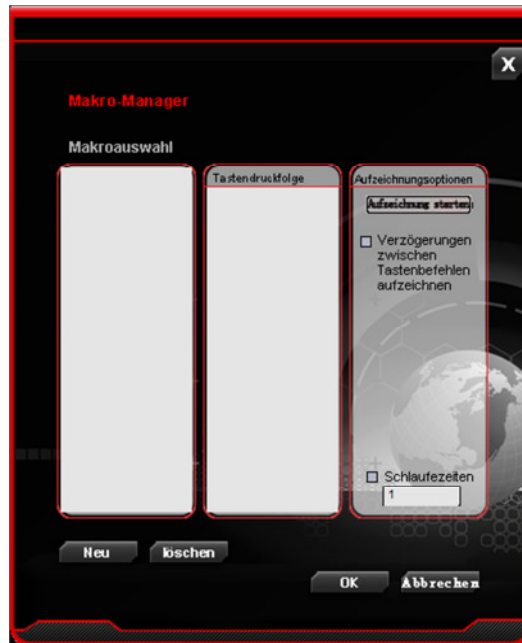 X
Makro-Manager
Makroauswahl
Tastendruckfolge
Aufzeichnungsoptionen
Aufzeichnung starten
Verzögerungen
zwischen
Tastenbefehlen
aufzeichnen
Schlaufezeiten
1
Neu
löschen
OK
Abbrechen